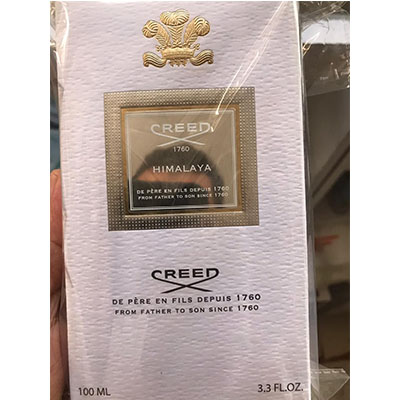 CREED
1760
HIMALAYA
DE PÈRE EN FILS DEPUIS 1760
FROM FATHER TO SON SINCE 1760
CREED
DE PÈRE EN FILS DEPUIS 1760
FROM FATHER TO SON SINCE 1760
100 ML 3.3 FL.OZ.